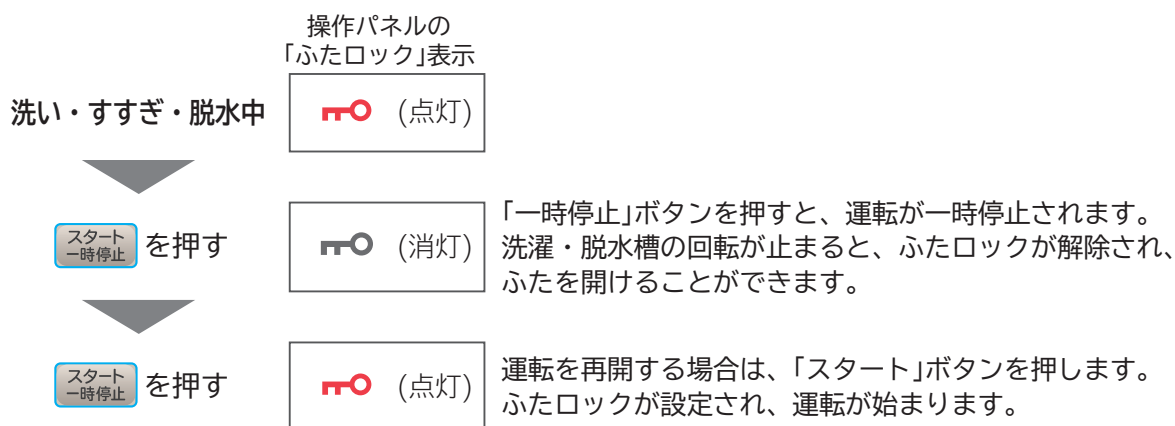 操作パネルの
「ふたロック」表示
洗い・すすぎ・脱水中
(点灯)
スタート
一時停止
を押す
(消灯)
「一時停止」ボタンを押すと、運転が一時停止されます。
洗濯・脱水槽の回転が止まると、ふたロックが解除され、
ふたを開けることができます。
スタート
一時停止
を押す
(点灯)
運転を再開する場合は、「スタート」ボタンを押します。
ふたロックが設定され、運転が始まります。